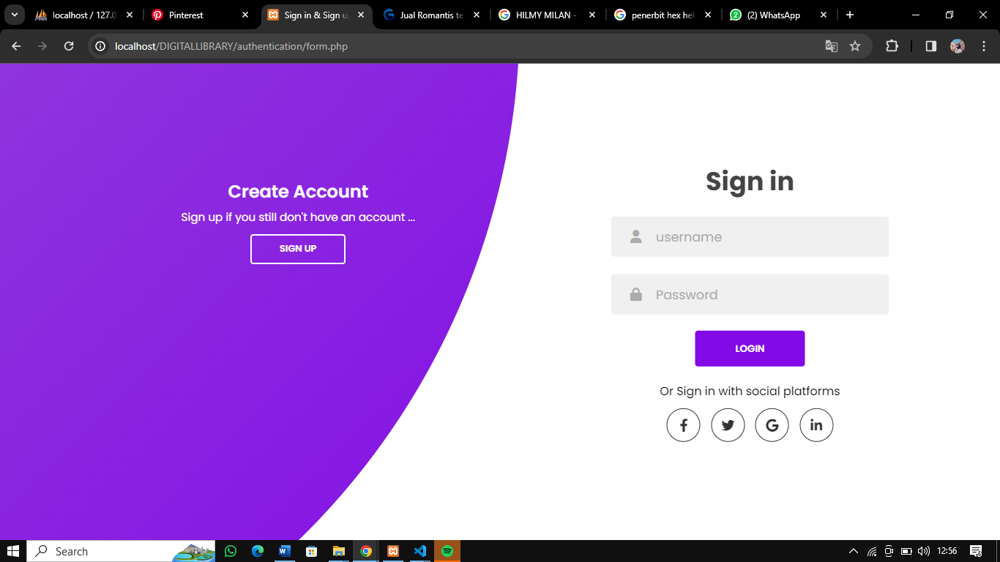 localhost / 127.0
Pinterest
Sign in & Sign u
Jual Romantis te
HILMY MILAN -
penerbit hex hel
(2) WhatsApp
localhost/DIGITALLIBRARY/authentication/form.php
Create Account
Sign up if you still don't have an account ...
SIGN UP
Sign in
username
Password
LOGIN
Or Sign in with social platforms
Search
12:56